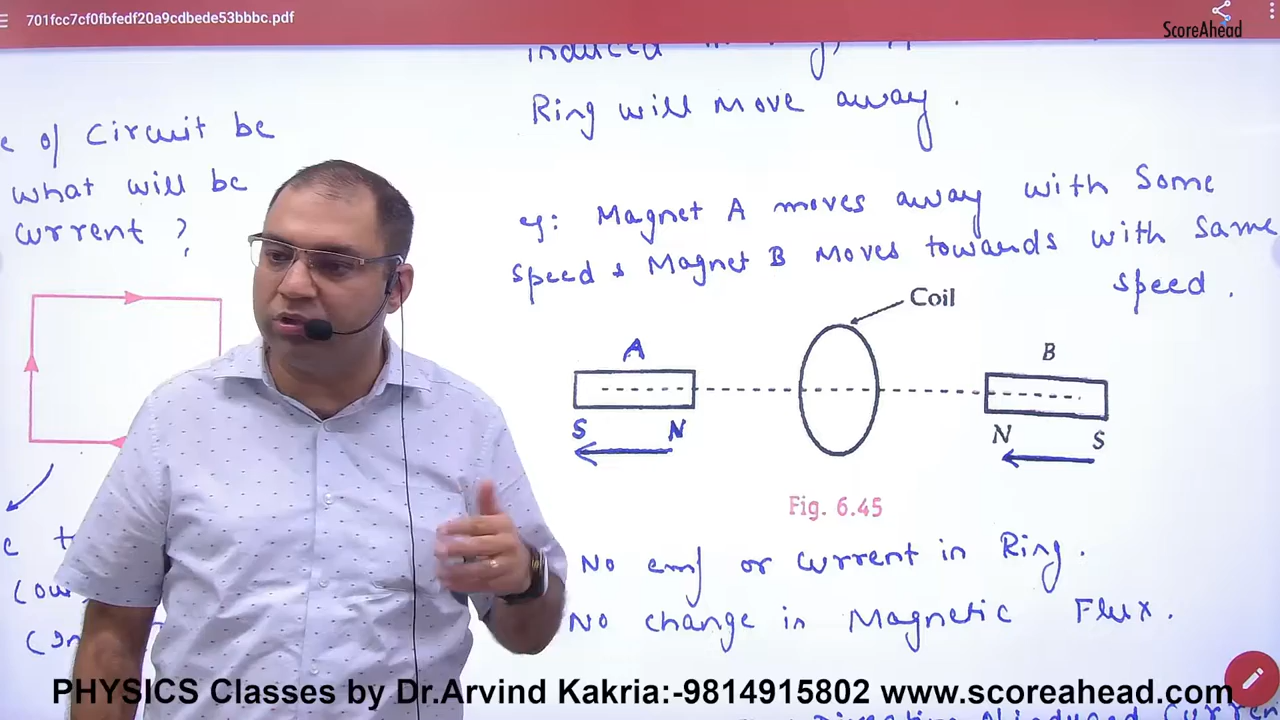 701fcc7cf0fbfedf20a9cdbede53bbbc.pdf
ScoreAhead
induced in
Ring will move away.
e of Circuit be
what will be
current ?
eg: Magnet A moves away with Some
speed & Magnet B moves towards with same
speed.
Coil
A
B
S N
N S
Fig. 6.45
No emf or current in Ring.
No change in Magnetic Flux.
PHYSICS Classes by Dr.Arvind Kakria:-9814915802 www.scoreahead.com